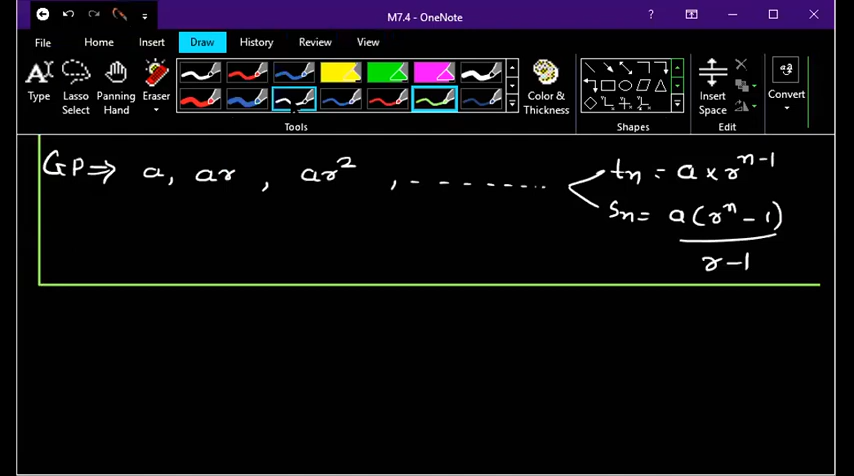 M7.4 - OneNote
?
File Home Insert Draw History Review View
Type Lasso Select Panning Hand Eraser Color & Thickness Insert Space Convert
Tools Shapes Edit
GP ⇒ a, ar, ar², - - - - - - - -
tn = a × r^(n-1)
Sn = a(r^n - 1)
r - 1